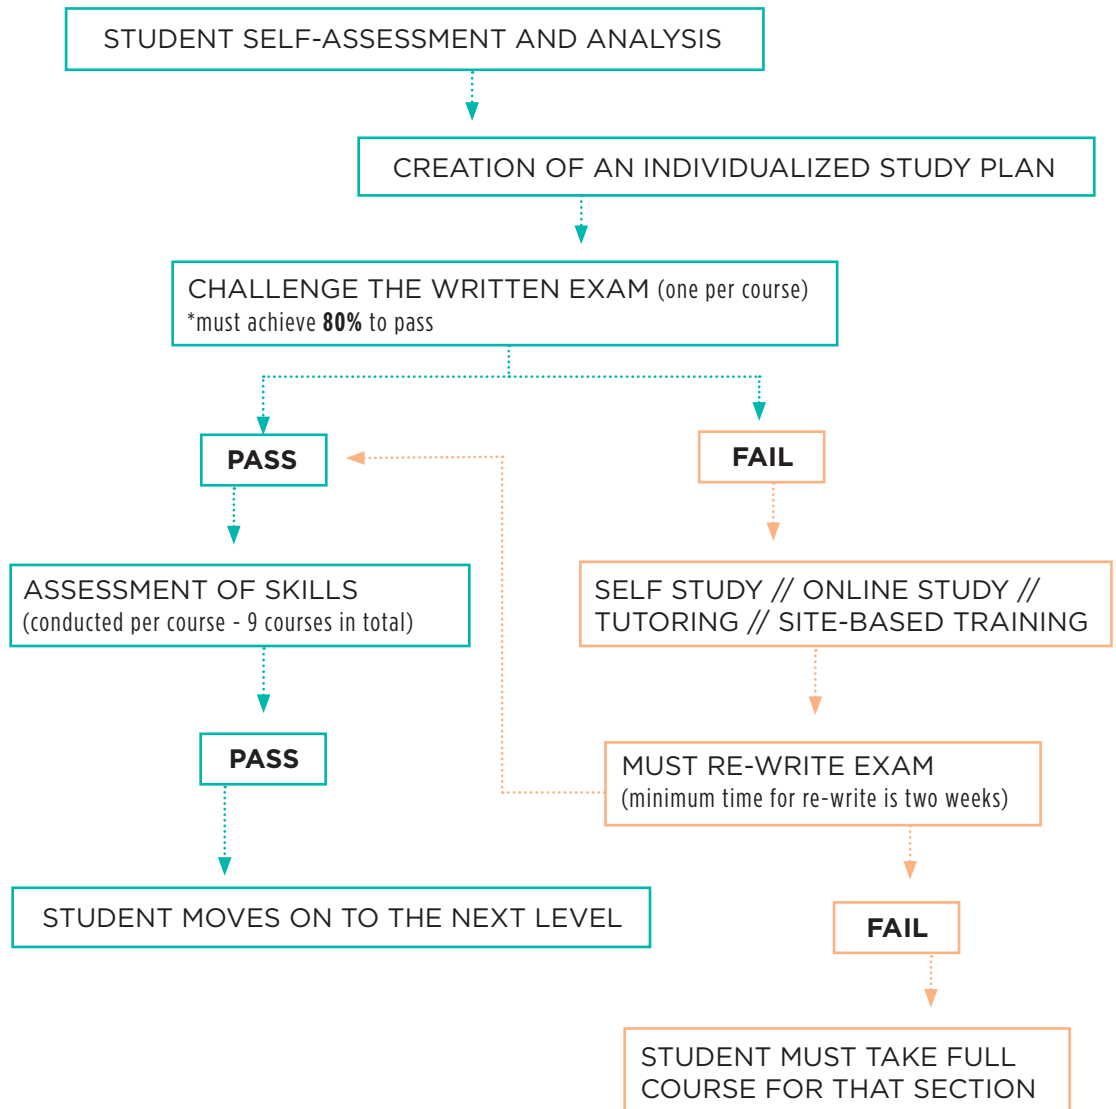 STUDENT SELF-ASSESSMENT AND ANALYSIS
CREATION OF AN INDIVIDUALIZED STUDY PLAN
CHALLENGE THE WRITTEN EXAM (one per course)
*must achieve 80% to pass
PASS
FAIL
ASSESSMENT OF SKILLS
(conducted per course - 9 courses in total)
SELF STUDY // ONLINE STUDY //
TUTORING // SITE-BASED TRAINING
PASS
MUST RE-WRITE EXAM
(minimum time for re-write is two weeks)
STUDENT MOVES ON TO THE NEXT LEVEL
FAIL
STUDENT MUST TAKE FULL
COURSE FOR THAT SECTION